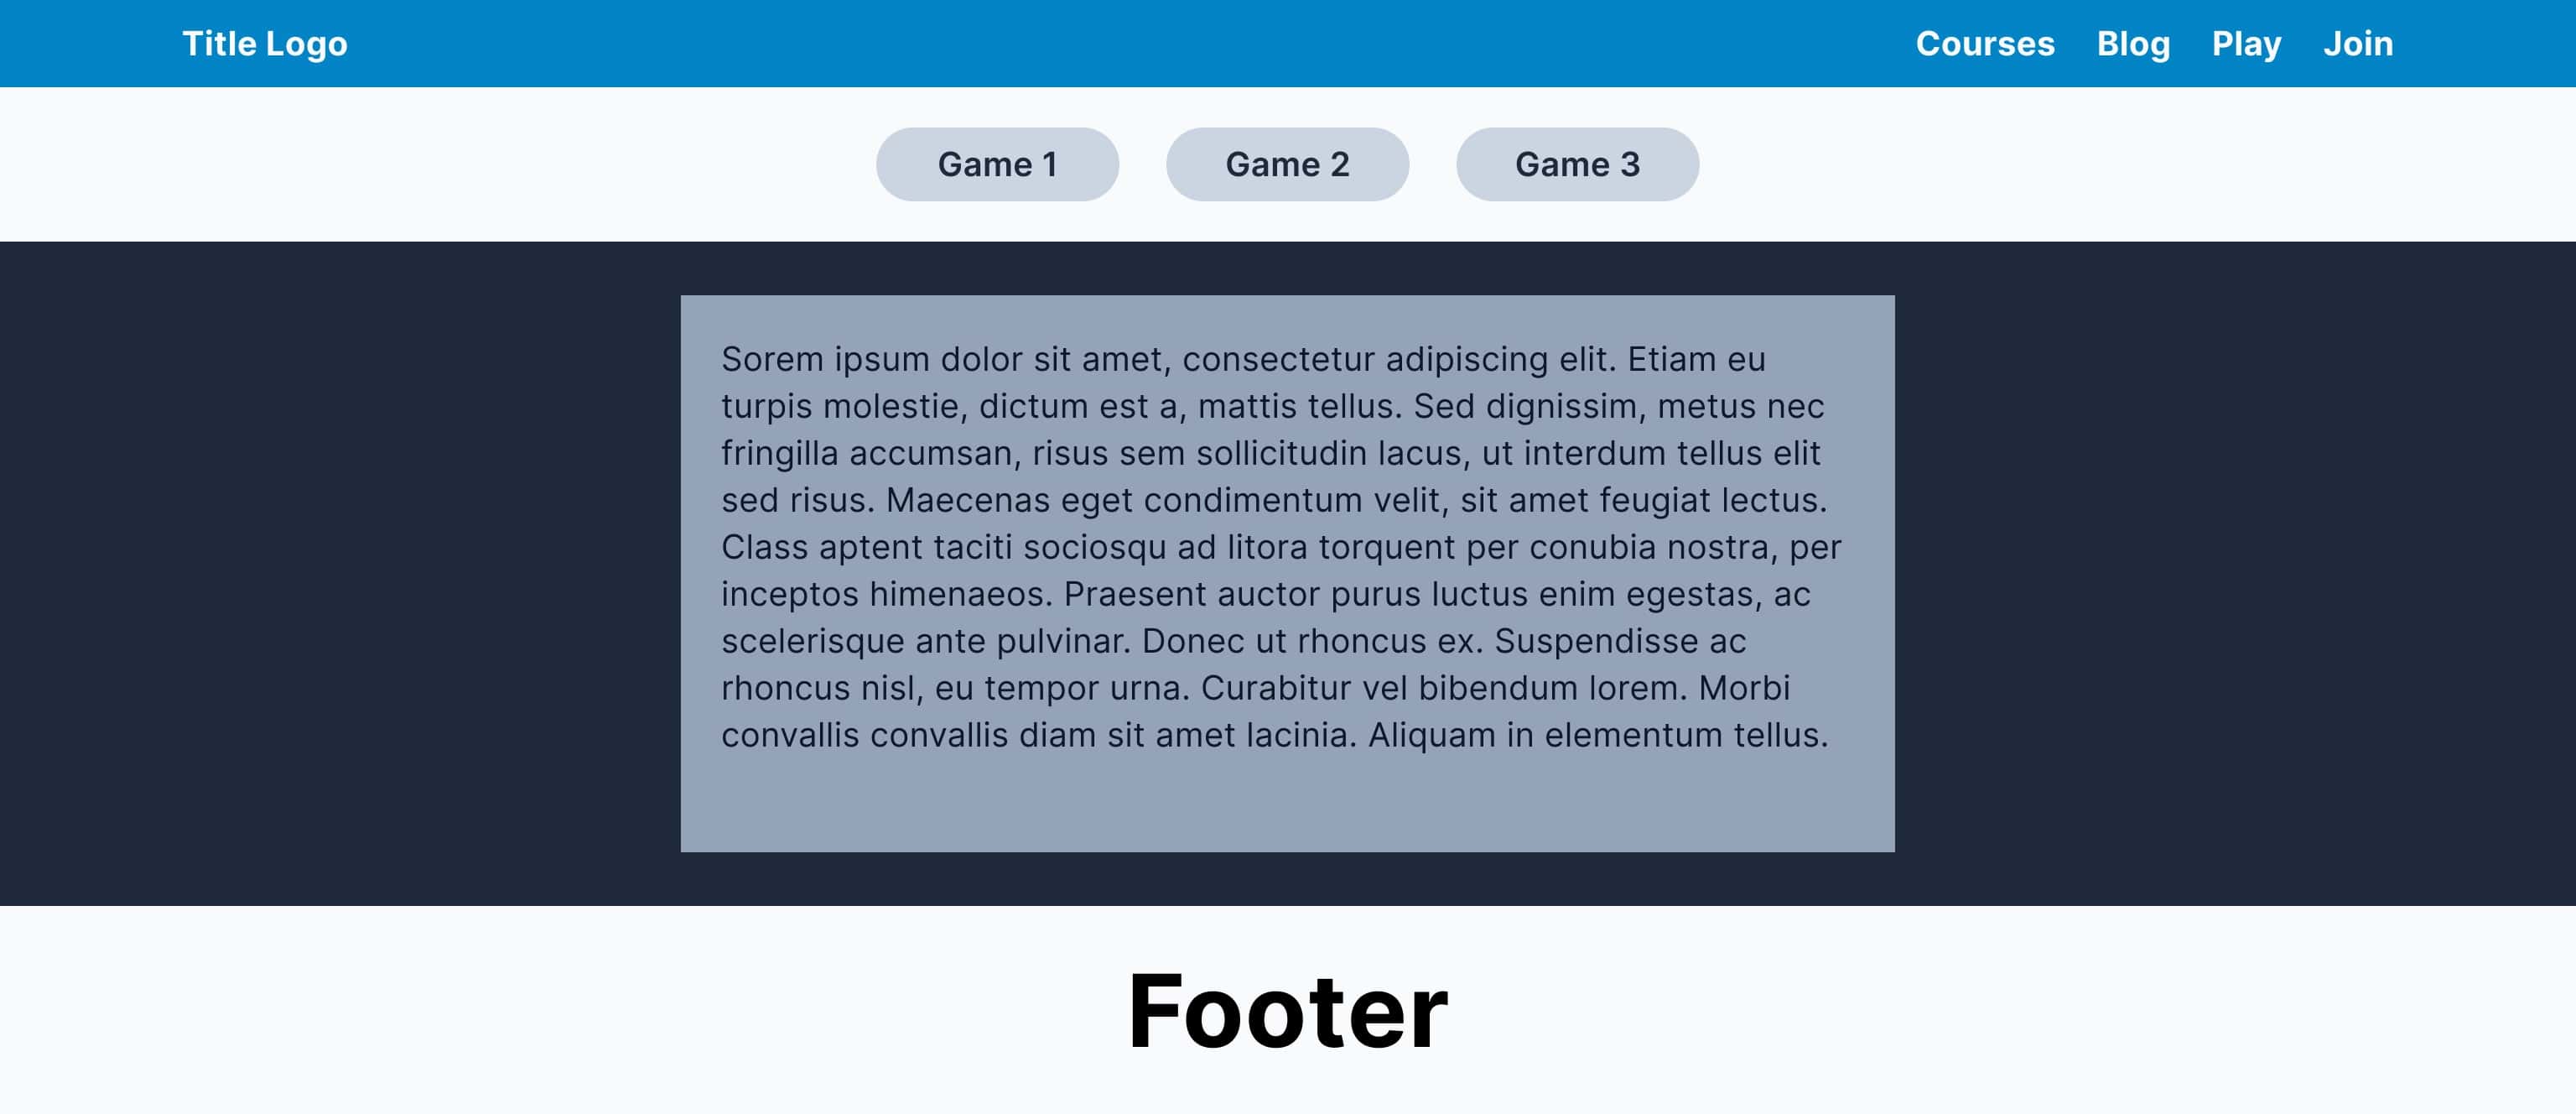 Title Logo Courses Blog Play Join
Game 1 Game 2 Game 3
Sorem ipsum dolor sit amet, consectetur adipiscing elit. Etiam eu
turpis molestie, dictum est a, mattis tellus. Sed dignissim, metus nec
fringilla accumsan, risus sem sollicitudin lacus, ut interdum tellus elit
sed risus. Maecenas eget condimentum velit, sit amet feugiat lectus.
Class aptent taciti sociosqu ad litora torquent per conubia nostra, per
inceptos himenaeos. Praesent auctor purus luctus enim egestas, ac
scelerisque ante pulvinar. Donec ut rhoncus ex. Suspendisse ac
rhoncus nisl, eu tempor urna. Curabitur vel bibendum lorem. Morbi
convallis convallis diam sit amet lacinia. Aliquam in elementum tellus.
Footer